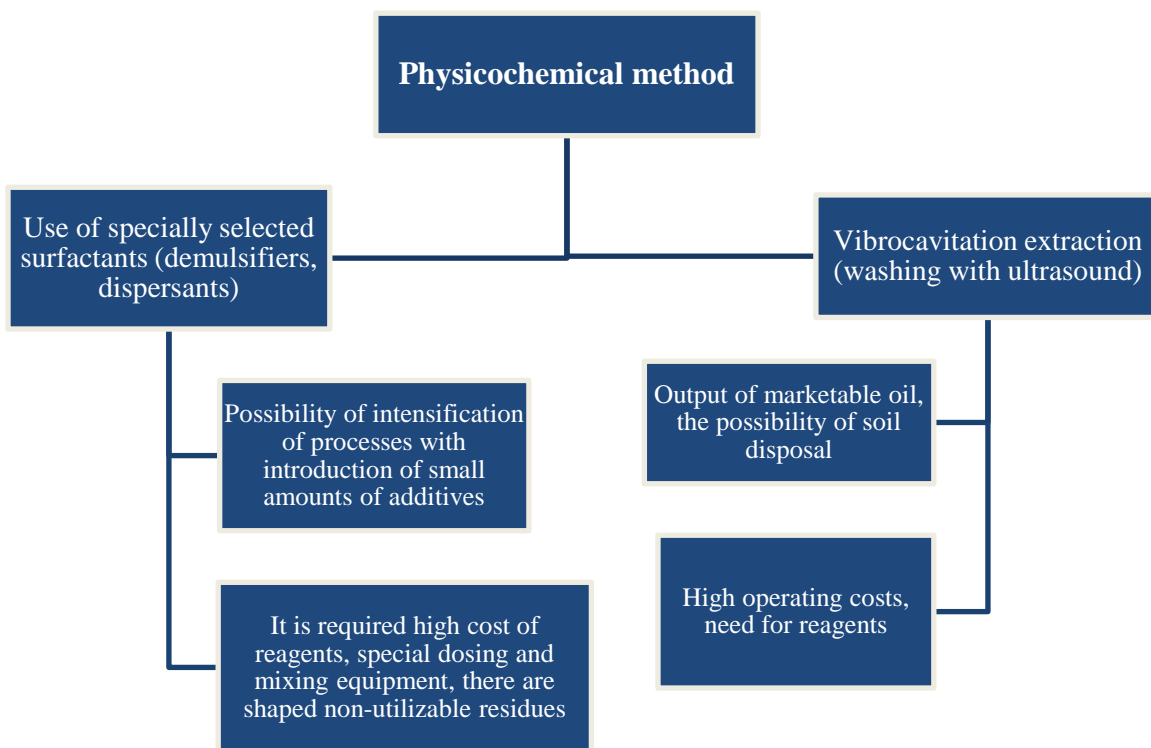 Physicochemical method
Use of specially selected
surfactants (demulsifiers,
dispersants)
Possibility of intensification
of processes with
introduction of small
amounts of additives
It is required high cost of
reagents, special dosing and
mixing equipment, there are
shaped non-utilizable residues
Vibrocavitation extraction
(washing with ultrasound)
Output of marketable oil,
the possibility of soil
disposal
High operating costs,
need for reagents